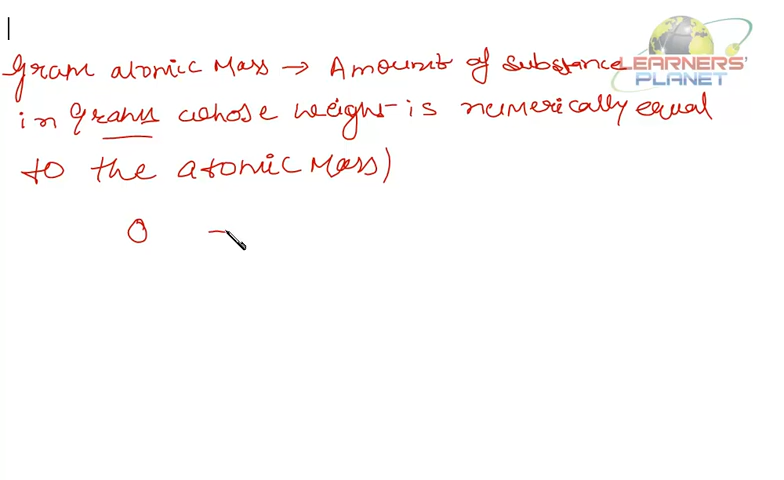 LEARNERS'
PLANET
Gram atomic Mass → Amount of substance
in grams whose weight is numerically equal
to the atomic Mass)
O